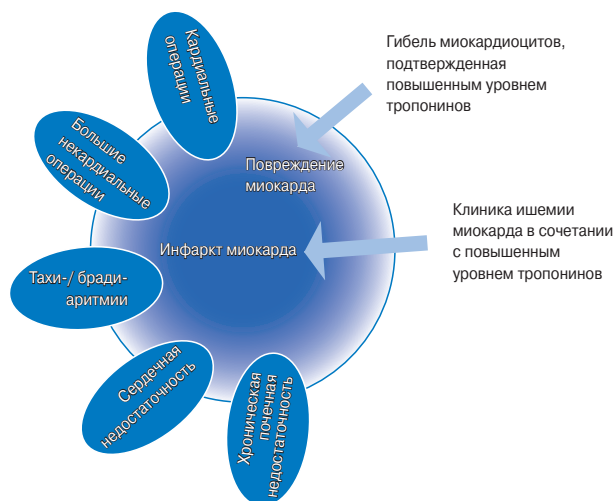 Кардиальные
операции
Большие
некардиальные
операции
Тахи-/ бради-
аритмии
Сердечная
недостаточность
Хроническая
почечная
недостаточность
Повреждение
миокарда
Инфаркт миокарда
Гибель миокардиоцитов,
подтвержденная
повышенным уровнем
тропонинов
Клиника ишемии
миокарда в сочетании
с повышенным
уровнем тропонинов